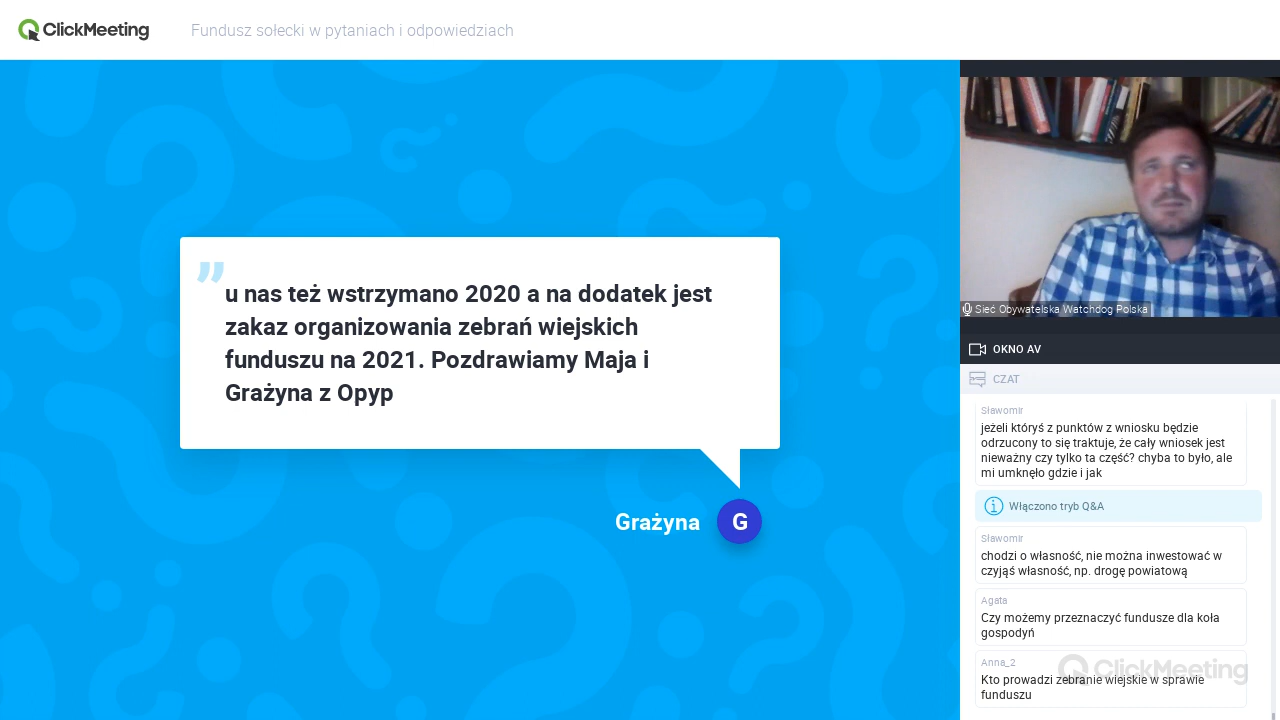 ClickMeeting
Fundusz sołecki w pytaniach i odpowiedziach
” u nas też wstrzymano 2020 a na dodatek jest
zakaz organizowania zebrań wiejskich
funduszu na 2021. Pozdrawiamy Maja i
Grażyna z Opyp
Grażyna G
Sieć Obywatelska Watchdog Polska
OKNO AV
CZAT
Sławomir
jeżeli któryś z punktów z wniosku będzie
odrzucony to się traktuje, że cały wniosek jest
nieważny czy tylko ta część? chyba to było, ale
mi umknęło gdzie i jak
Włączono tryb Q&A
Sławomir
chodzi o własność, nie można inwestować w
czyjąś własność, np. drogę powiatową
Agata
Czy możemy przeznaczyć fundusze dla koła
gospodyń
Anna_2
Kto prowadzi zebranie wiejskie w sprawie
funduszu
ClickMeeting